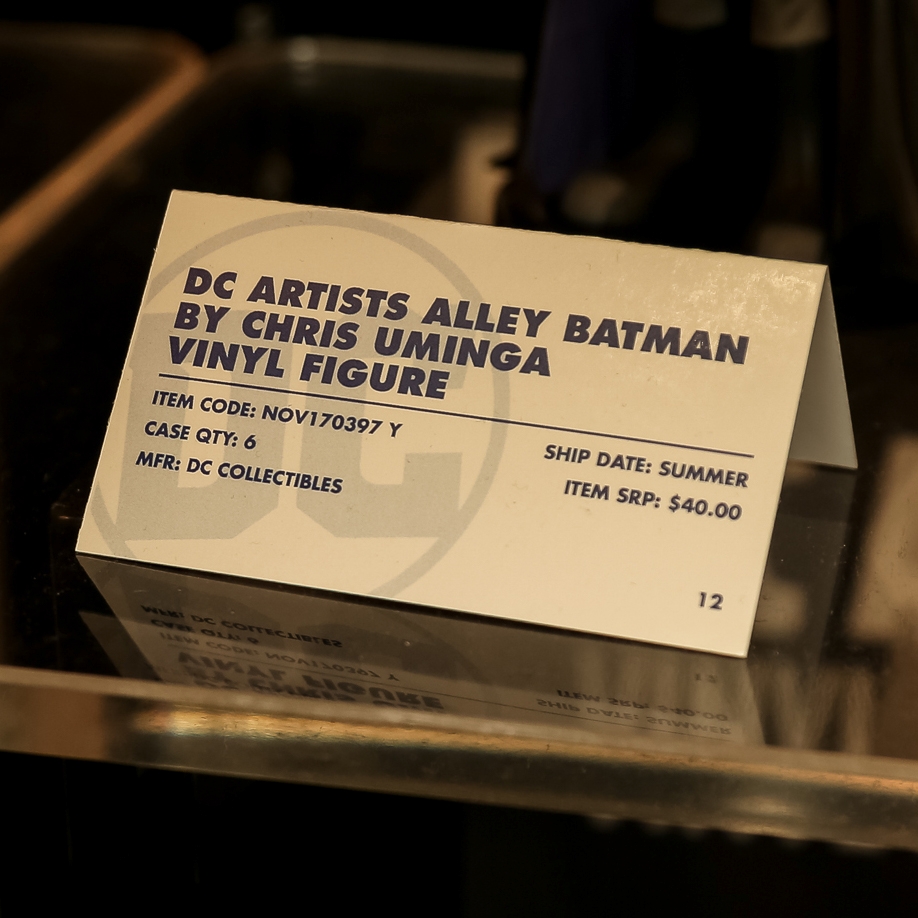 DC ARTISTS ALLEY BATMAN
BY CHRIS UMINGA
VINYL FIGURE
ITEM CODE: NOV170397 Y
CASE QTY: 6
MFR: DC COLLECTIBLES
SHIP DATE: SUMMER
ITEM SRP: $40.00
12
DC